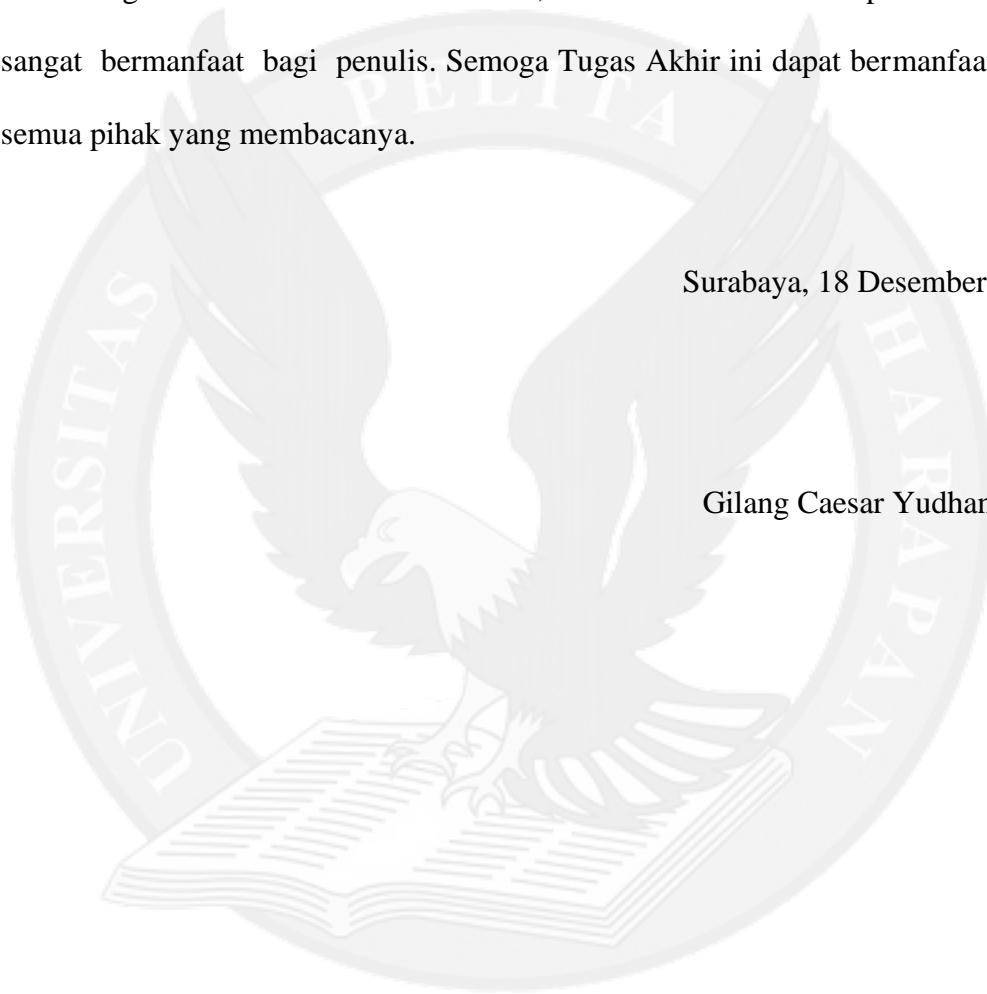 sangat bermanfaat bagi penulis. Semoga Tugas Akhir ini dapat bermanfaa
semua pihak yang membacanya.
Surabaya, 18 Desember
Gilang Caesar Yudhan
UNIVERSITAS PELITA HARAPAN